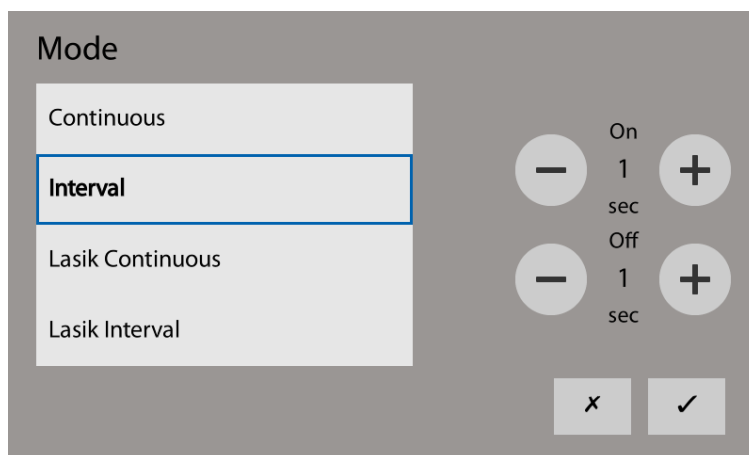 Mode
Continuous
Interval
Lasik Continuous
Lasik Interval
On
− 1 +
sec
Off
− 1 +
sec
✗ ✓